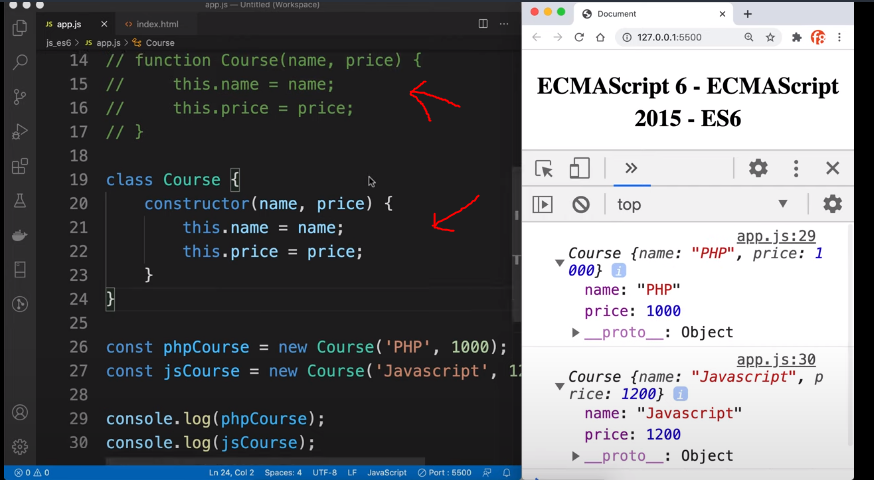 app.js — Untitled (Workspace)
JS app.js
index.html
js_es6 > JS app.js > Course
14 // function Course(name, price) {
15 //     this.name = name;
16 //     this.price = price;
17 // }
18
19 class Course {
20     constructor(name, price) {
21         this.name = name;
22         this.price = price;
23     }
24 }
25
26 const phpCourse = new Course('PHP', 1000);
27 const jsCourse = new Course('Javascript', 12
28
29 console.log(phpCourse);
30 console.log(jsCourse);
0 0
Ln 24, Col 2 Spaces: 4 UTF-8 LF JavaScript Port : 5500
Document
127.0.0.1:5500
ECMAScript 6 - ECMAScript
2015 - ES6
top
app.js:29
Course {name: "PHP", price: 1
000}
name: "PHP"
price: 1000
__proto__: Object
app.js:30
Course {name: "Javascript", p
rice: 1200}
name: "Javascript"
price: 1200
__proto__: Object